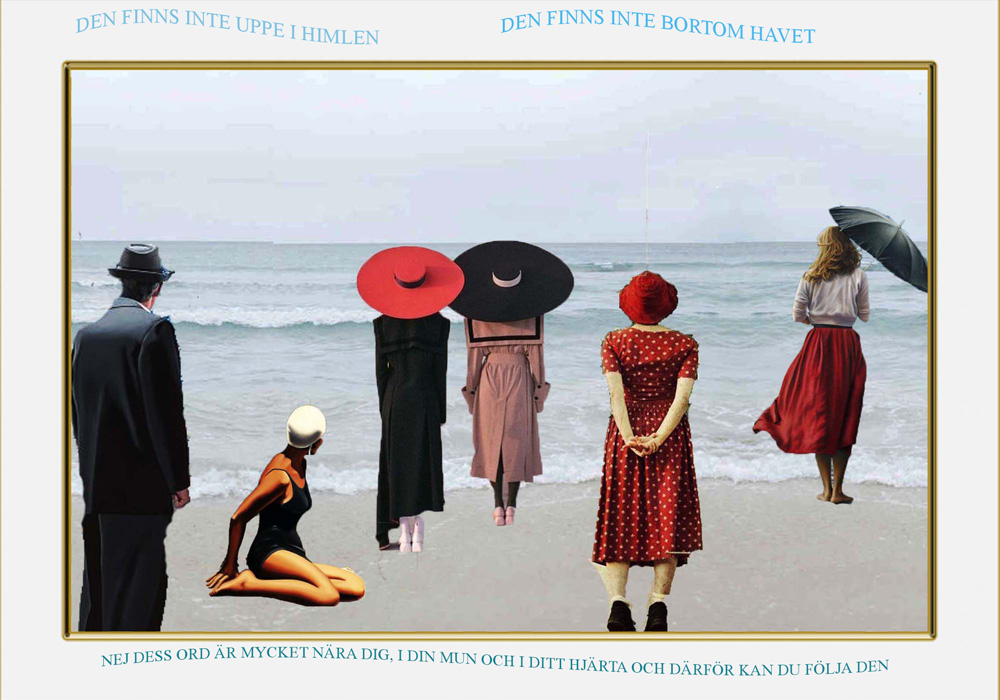 DEN FINNS INTE UPPE I HIMLEN
DEN FINNS INTE BORTOM HAVET
NEJ DESS ORD ÄR MYCKET NÄRA DIG, I DIN MUN OCH I DITT HJÄRTA OCH DÄRFÖR KAN DU FÖLJA DEN